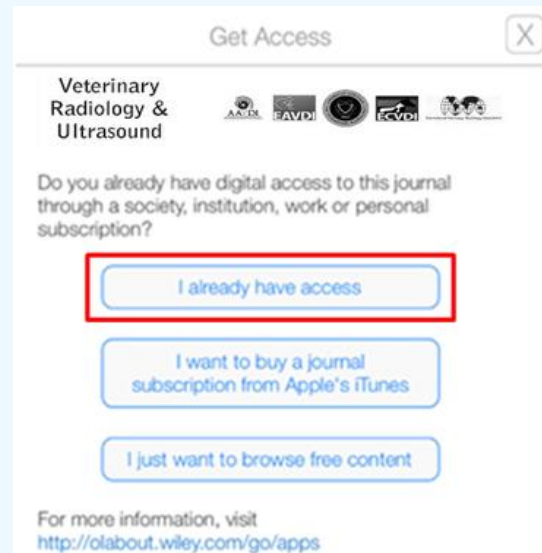 Get Access
X
Veterinary
Radiology &
Ultrasound
EAVDI
ECVDI
Do you already have digital access to this journal
through a society, institution, work or personal
subscription?
I already have access
I want to buy a journal
subscription from Apple's iTunes
I just want to browse free content
For more information, visit
http://olabout.wiley.com/go/apps